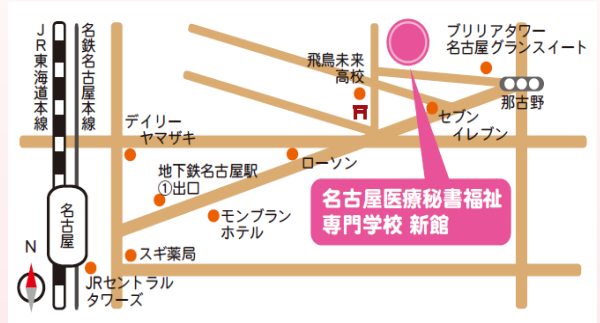 JR東海道本線
名鉄名古屋本線
飛鳥未来
高校
ブリリアタワー
名古屋グランスイート
那古野
セブン
イレブン
デイリー
ヤマザキ
地下鉄名古屋駅
①出口
ローソン
名古屋医療秘書福祉
専門学校 新館
モンブラン
ホテル
名古屋
スギ薬局
N
JRセントラル
タワーズ